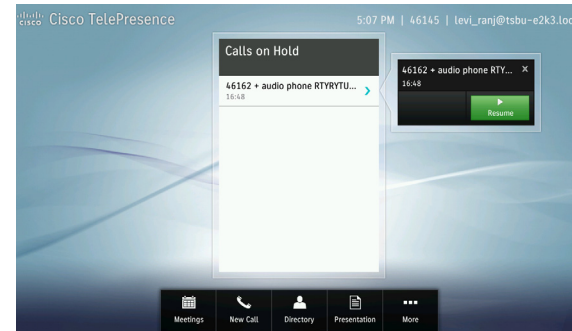 cisco Cisco TelePresence
5:07 PM | 46145 | levi_ranj@tsbu-e2k3.loc
Calls on Hold
46162 + audio phone RTYRYTU...
16:48
46162 + audio phone RTY... X
16:48
Resume
Meetings
New Call
Directory
Presentation
More